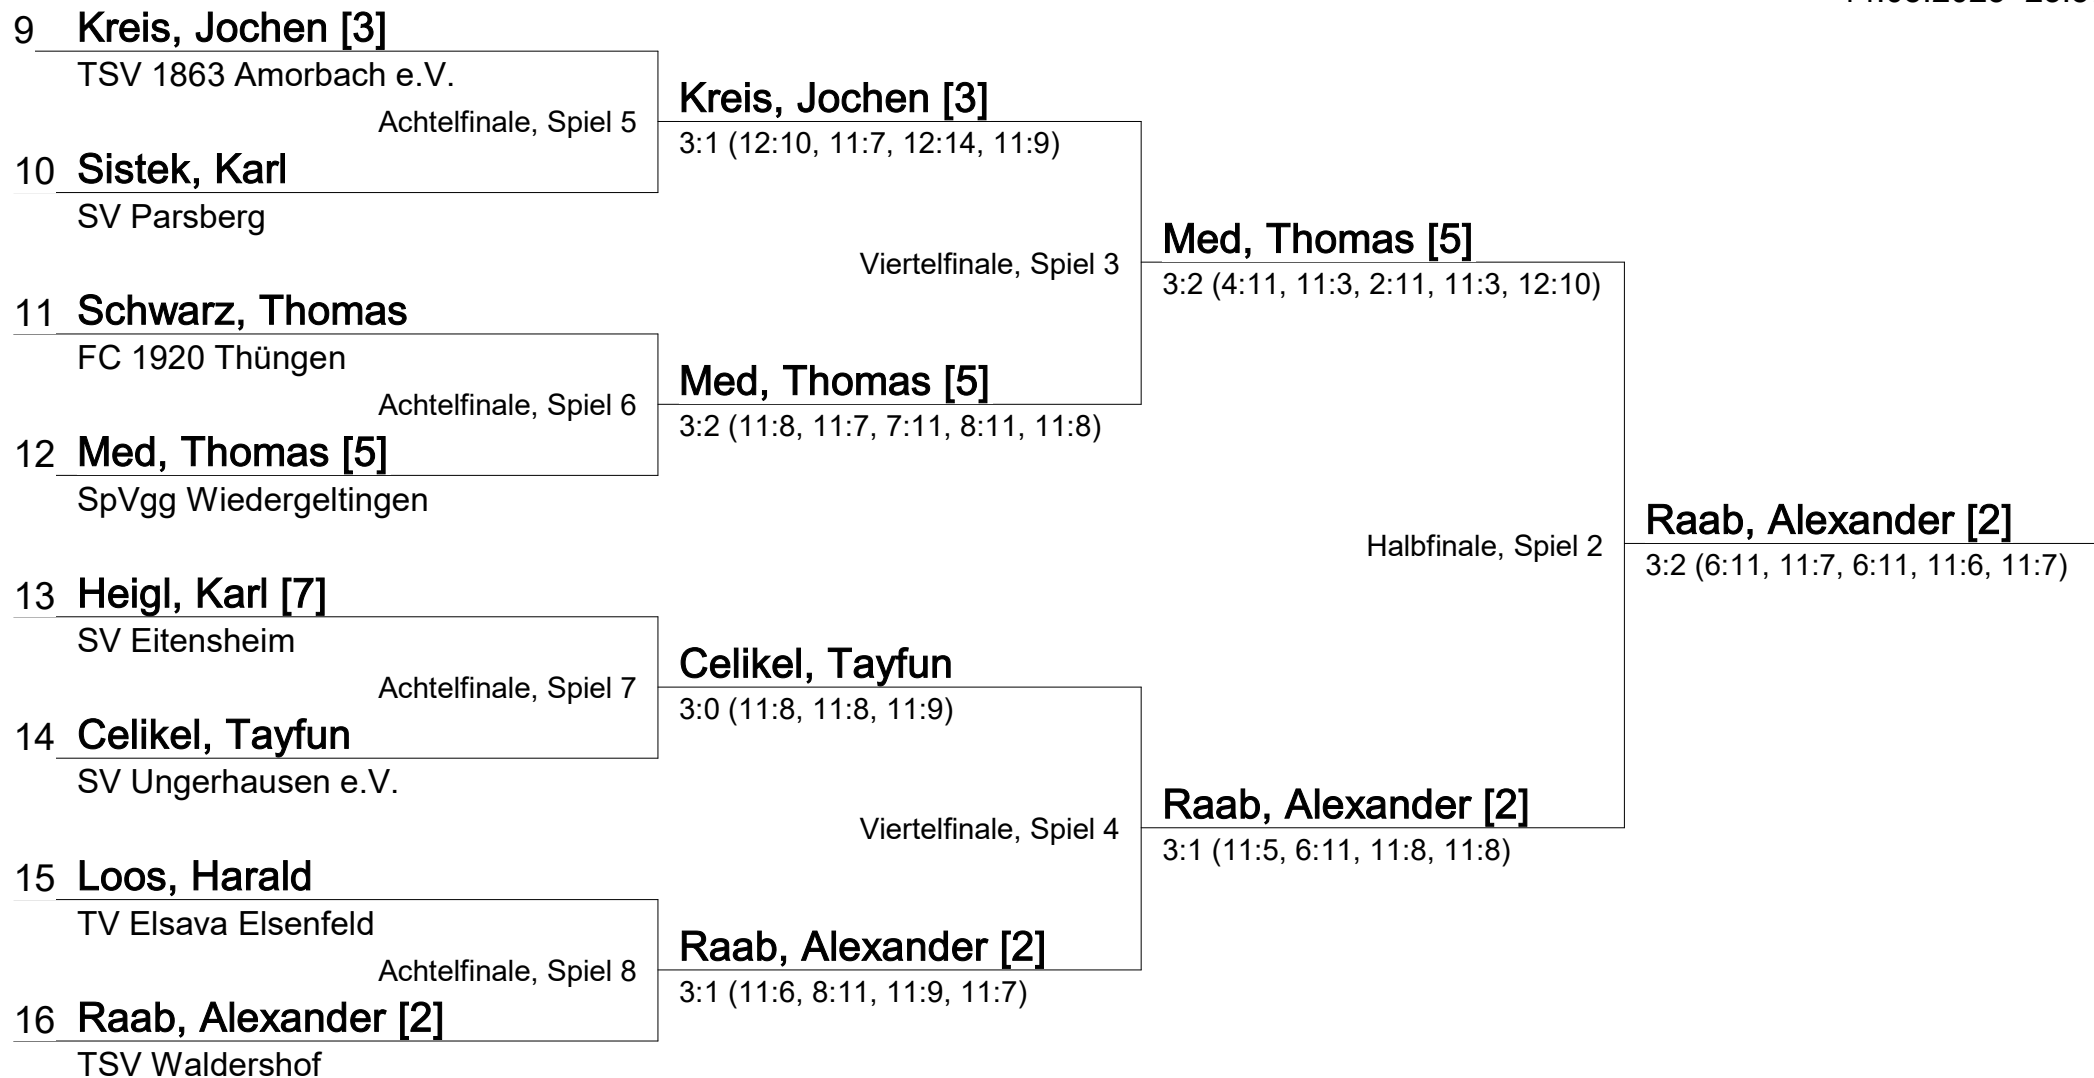 9 Kreis, Jochen [3]
TSV 1863 Amorbach e.V.
Achtelfinale, Spiel 5
Kreis, Jochen [3]
3:1 (12:10, 11:7, 12:14, 11:9)
10 Sistek, Karl
SV Parsberg
Viertelfinale, Spiel 3
Med, Thomas [5]
3:2 (4:11, 11:3, 2:11, 11:3, 12:10)
11 Schwarz, Thomas
FC 1920 Thüngen
Achtelfinale, Spiel 6
Med, Thomas [5]
3:2 (11:8, 11:7, 7:11, 8:11, 11:8)
12 Med, Thomas [5]
SpVgg Wiedergeltingen
Halbfinale, Spiel 2
Raab, Alexander [2]
3:2 (6:11, 11:7, 6:11, 11:6, 11:7)
13 Heigl, Karl [7]
SV Eitensheim
Achtelfinale, Spiel 7
Celikel, Tayfun
3:0 (11:8, 11:8, 11:9)
14 Celikel, Tayfun
SV Ungerhausen e.V.
Viertelfinale, Spiel 4
Raab, Alexander [2]
3:1 (11:5, 6:11, 11:8, 11:8)
15 Loos, Harald
TV Elsava Elsenfeld
Achtelfinale, Spiel 8
Raab, Alexander [2]
3:1 (11:6, 8:11, 11:9, 11:7)
16 Raab, Alexander [2]
TSV Waldershof